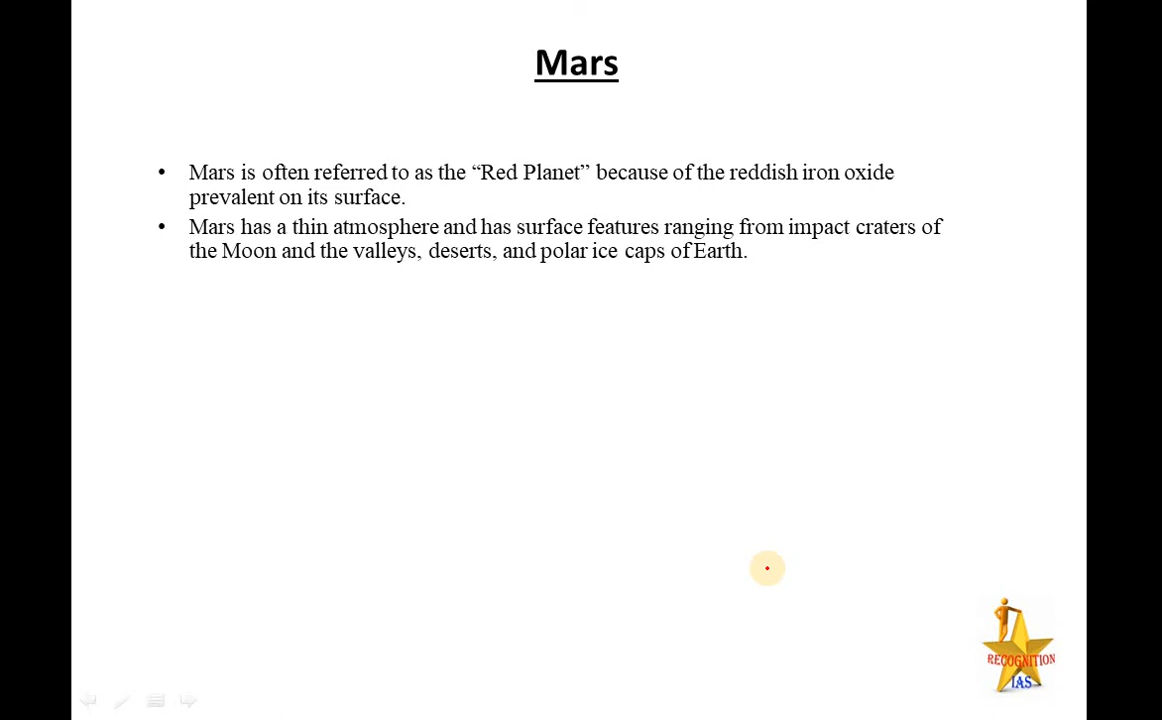 Mars
• Mars is often referred to as the “Red Planet” because of the reddish iron oxide
prevalent on its surface.
• Mars has a thin atmosphere and has surface features ranging from impact craters of
the Moon and the valleys, deserts, and polar ice caps of Earth.
RECOGNITION
IAS